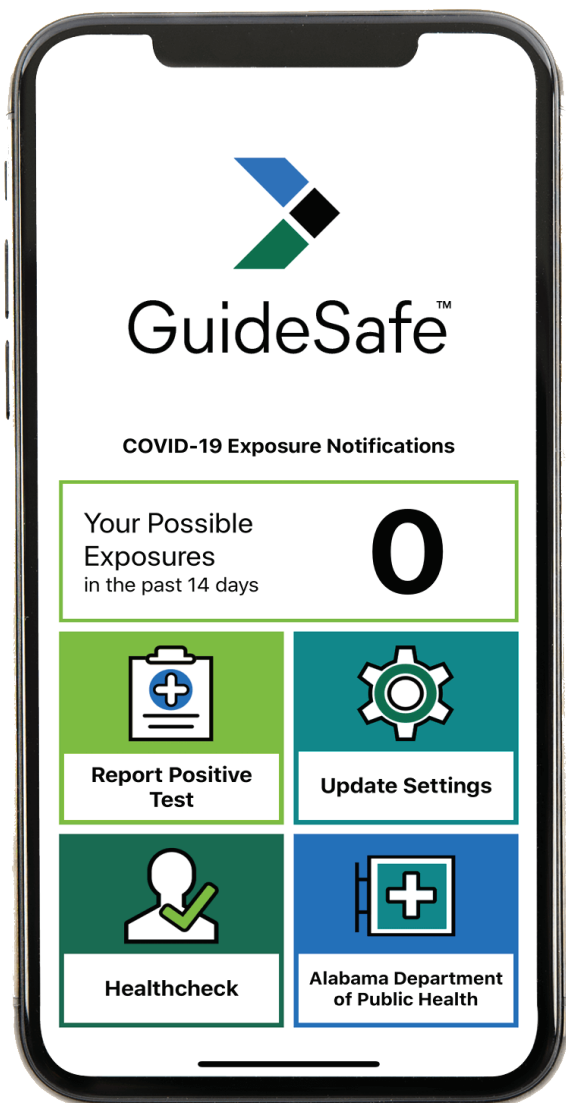 GuideSafe™
COVID-19 Exposure Notifications
Your Possible
Exposures
in the past 14 days
0
Report Positive
Test
Update Settings
Healthcheck
Alabama Department
of Public Health